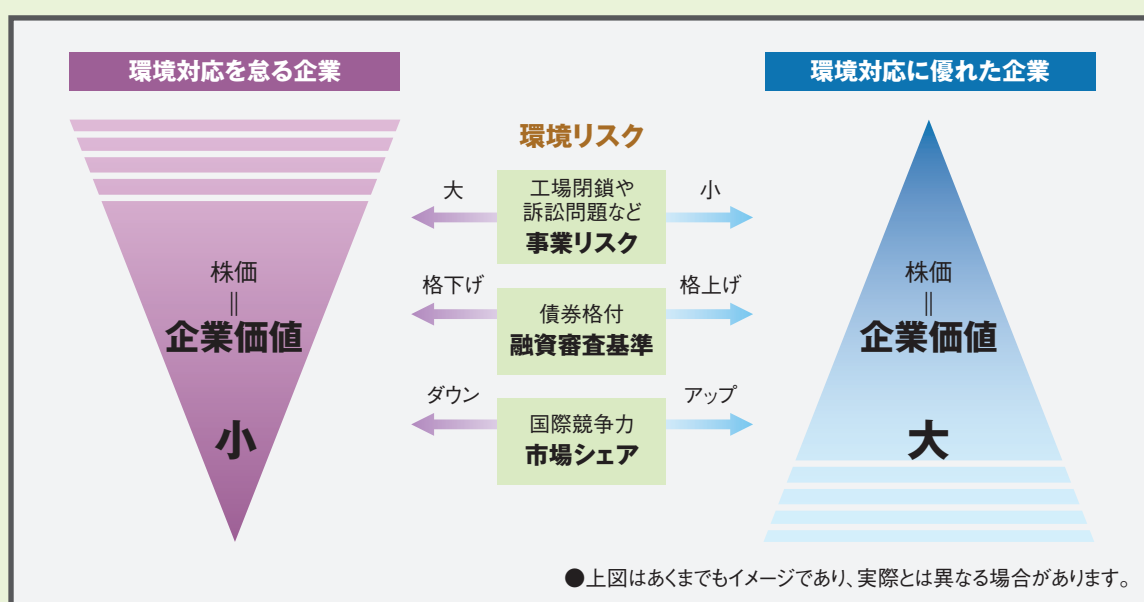 環境対応を怠る企業
環境対応に優れた企業
環境リスク
大
工場閉鎖や
訴訟問題など
事業リスク
小
格下げ
債券格付
融資審査基準
格上げ
ダウン
国際競争力
市場シェア
アップ
株価
||
企業価値
小
株価
||
企業価値
大
●上図はあくまでもイメージであり、実際とは異なる場合があります。